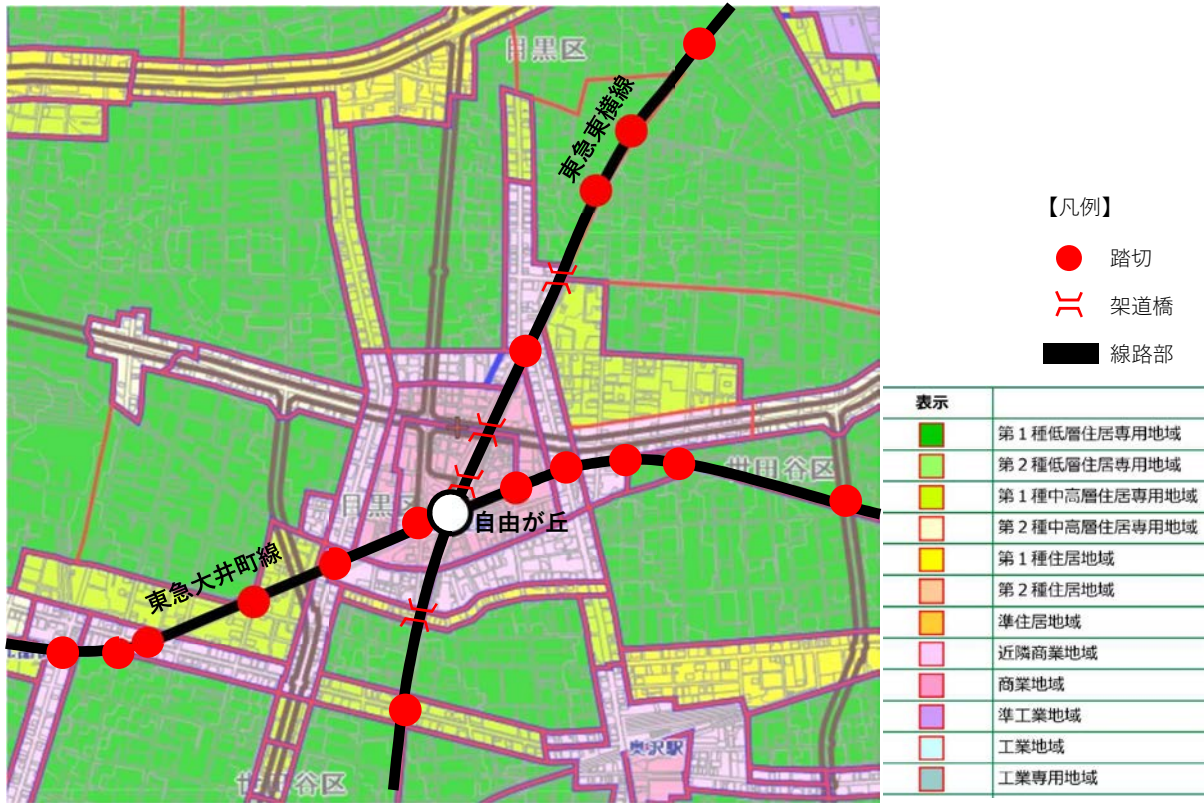 目黒区
東急東横線
世田谷区
目黒区
自由が丘
東急大井町線
奥沢駅
世田谷区
【凡例】
踏切
架道橋
線路部
表示
第1種低層住居専用地域
第2種低層住居専用地域
第1種中高層住居専用地域
第2種中高層住居専用地域
第1種住居地域
第2種住居地域
準住居地域
近隣商業地域
商業地域
準工業地域
工業地域
工業専用地域